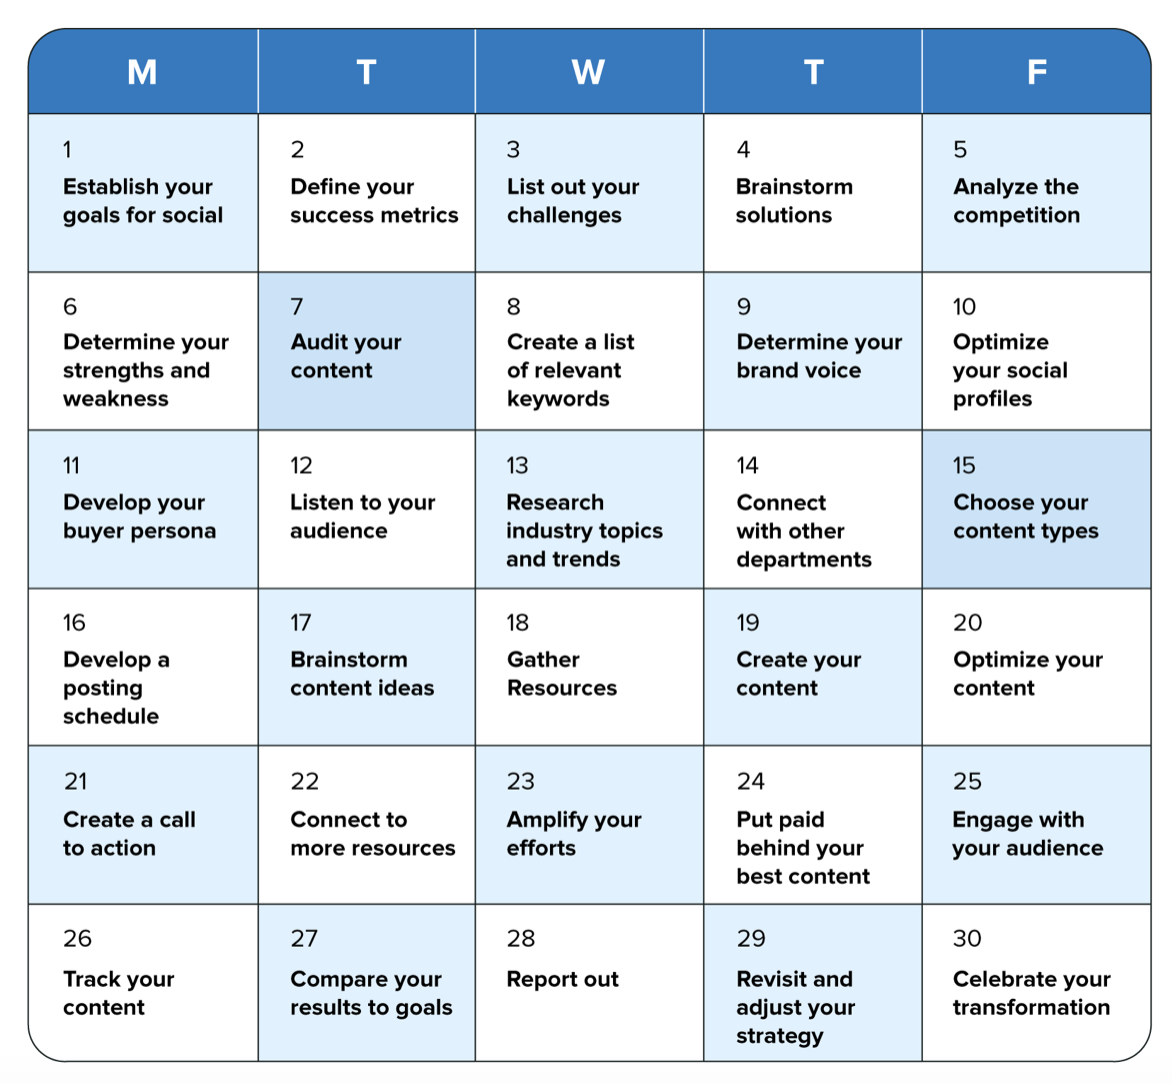 M
T
W
T
F
1
Establish your
goals for social
2
Define your
success metrics
3
List out your
challenges
4
Brainstorm
solutions
5
Analyze the
competition
6
Determine your
strengths and
weakness
7
Audit your
content
8
Create a list
of relevant
keywords
9
Determine your
brand voice
10
Optimize
your social
profiles
11
Develop your
buyer persona
12
Listen to your
audience
13
Research
industry topics
and trends
14
Connect
with other
departments
15
Choose your
content types
16
Develop a
posting
schedule
17
Brainstorm
content ideas
18
Gather
Resources
19
Create your
content
20
Optimize your
content
21
Create a call
to action
22
Connect to
more resources
23
Amplify your
efforts
24
Put paid
behind your
best content
25
Engage with
your audience
26
Track your
content
27
Compare your
results to goals
28
Report out
29
Revisit and
adjust your
strategy
30
Celebrate your
transformation